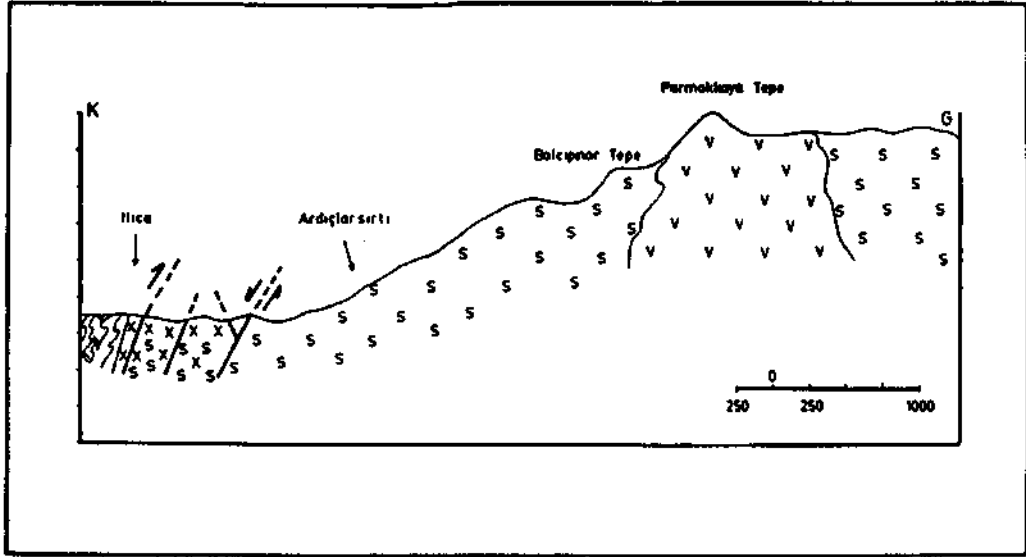 Parmakkaya Tepe
K
G
Balcıpınar Tepe
Ilıca
Ardıçlar sırtı
0
250 250 1000